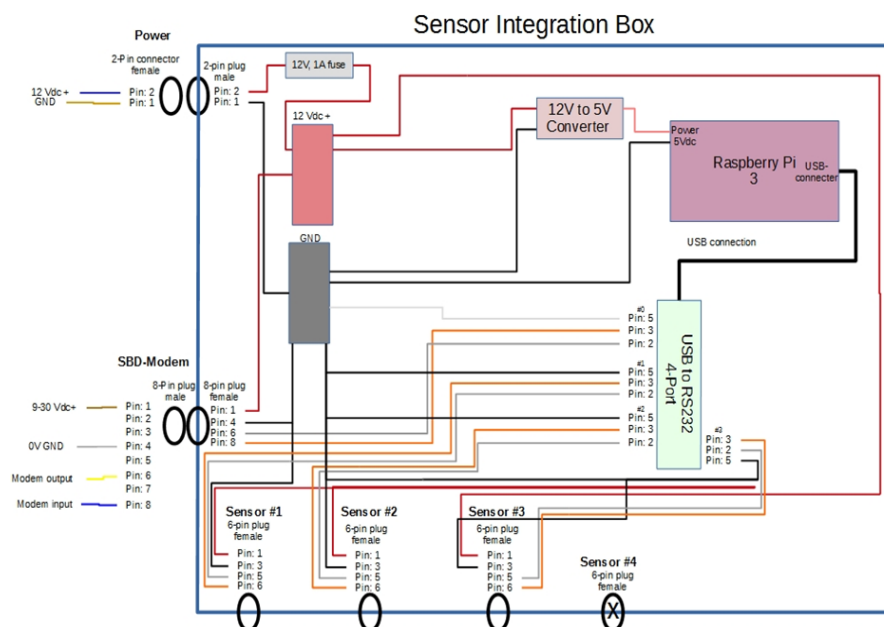 Sensor Integration Box
Power
2-Pin connector
female
2-pin plug
male
12V, 1A fuse
12 Vdc +
GND
Pin: 2
Pin: 1
Pin: 2
Pin: 1
12 Vdc +
12V to 5V
Converter
Power
5Vdc
Raspberry Pi
3
USB-
connecter
USB connection
GND
#0
Pin: 5
Pin: 3
Pin: 2
#1
Pin: 5
Pin: 3
Pin: 2
#2
Pin: 5
Pin: 3
Pin: 2
USB to RS232
4-Port
#3
Pin: 3
Pin: 2
Pin: 5
SBD-Modem
8-Pin plug
male
8-pin plug
female
9-30 Vdc+
0V GND
Modem output
Modem input
Pin: 1
Pin: 2
Pin: 3
Pin: 4
Pin: 5
Pin: 6
Pin: 7
Pin: 8
Pin: 1
Pin: 4
Pin: 6
Pin: 8
Sensor #1
6-pin plug
female
Pin: 1
Pin: 3
Pin: 5
Pin: 6
Sensor #2
6-pin plug
female
Pin: 1
Pin: 3
Pin: 5
Pin: 6
Sensor #3
6-pin plug
female
Pin: 1
Pin: 3
Pin: 5
Pin: 6
Sensor #4
6-pin plug
female
X